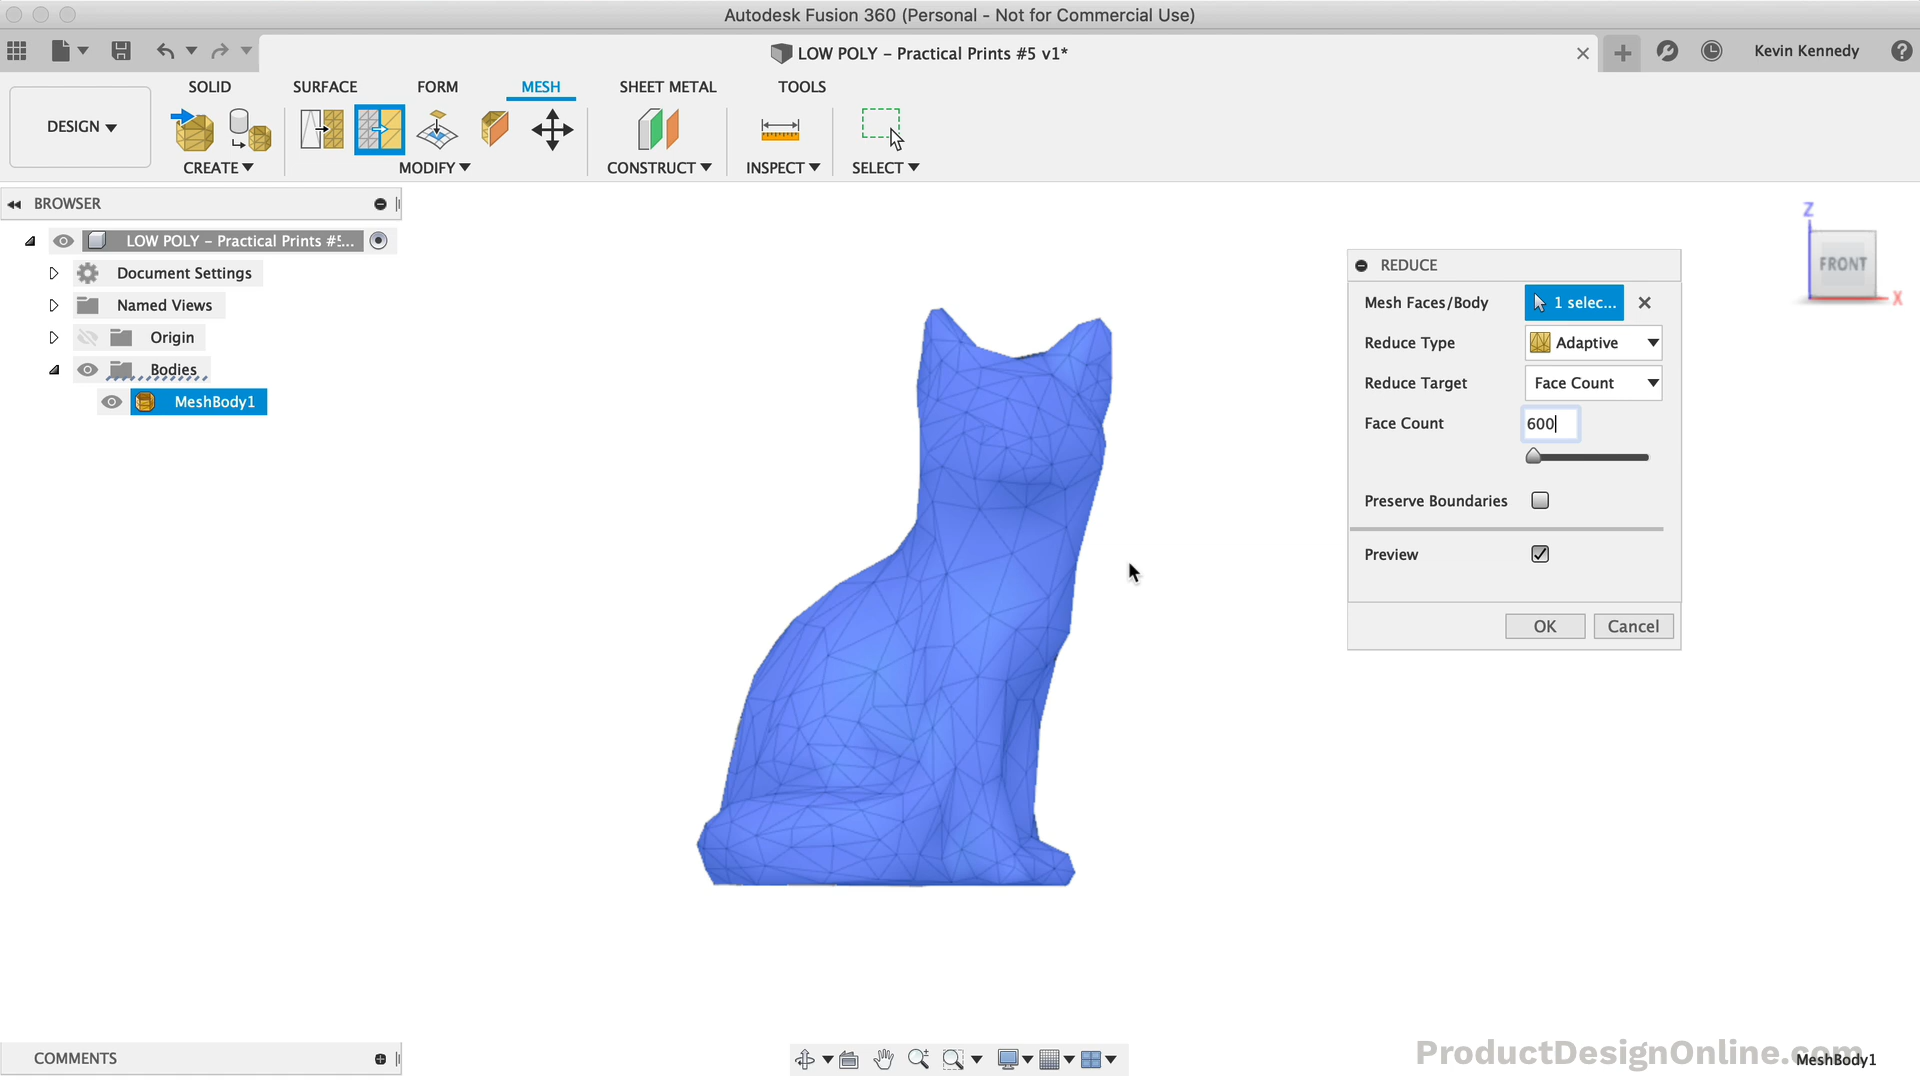 Autodesk Fusion 360 (Personal - Not for Commercial Use)
LOW POLY – Practical Prints #5 v1*
Kevin Kennedy
SOLID SURFACE FORM MESH SHEET METAL TOOLS
DESIGN
CREATE MODIFY CONSTRUCT INSPECT SELECT
BROWSER
LOW POLY – Practical Prints #5...
Document Settings
Named Views
Origin
Bodies
MeshBody1
Z
FRONT
X
REDUCE
Mesh Faces/Body 1 selec...
Reduce Type Adaptive
Reduce Target Face Count
Face Count 600
Preserve Boundaries
Preview
OK Cancel
COMMENTS
ProductDesignOnline.com
MeshBody1